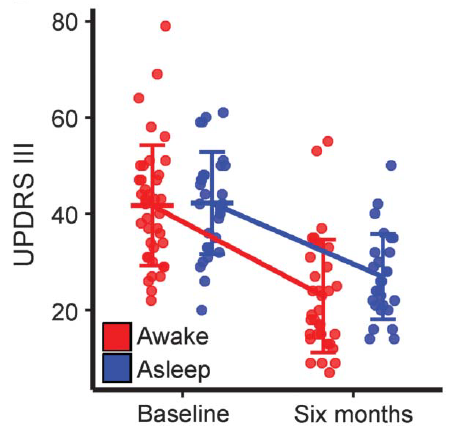 80
60
40
20
UPDRS III
Awake
Asleep
Baseline
Six months